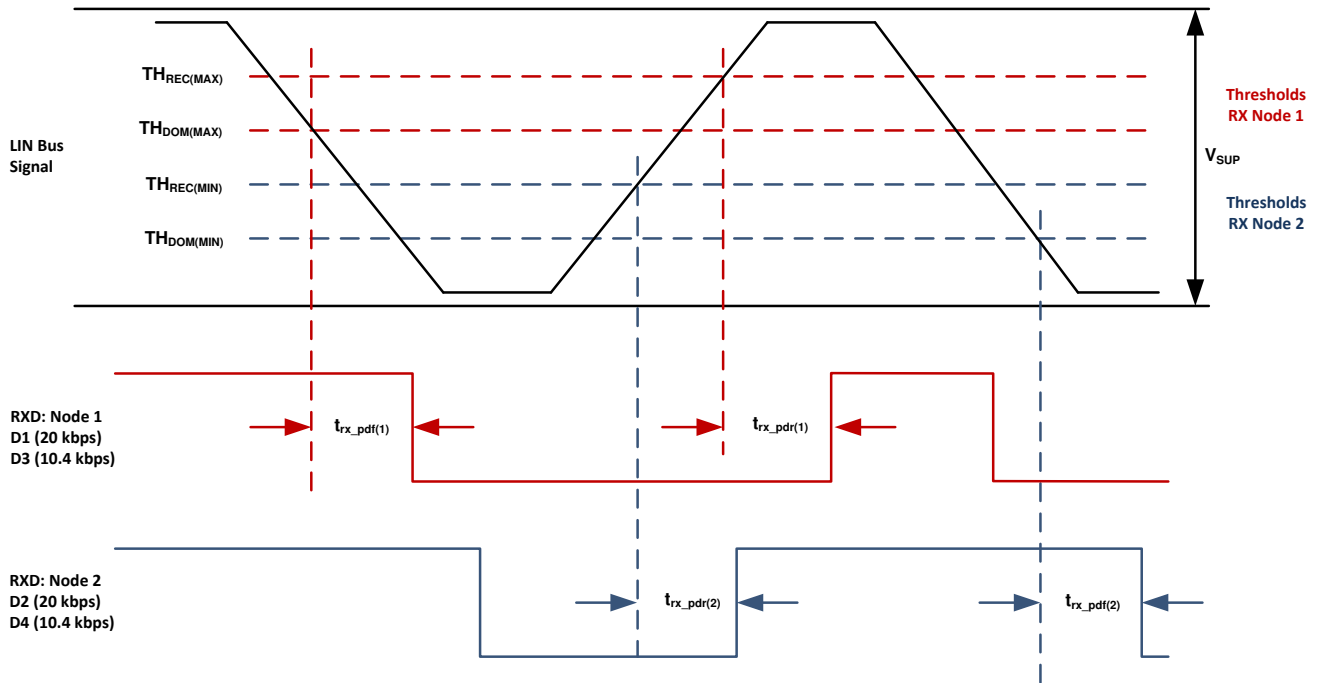 TH_REC(MAX)
TH_DOM(MAX)
TH_REC(MIN)
TH_DOM(MIN)
LIN Bus
Signal
V_SUP
Thresholds
RX Node 1
Thresholds
RX Node 2
RXD: Node 1
D1 (20 kbps)
D3 (10.4 kbps)
t_rx_pdf(1)
t_rx_pdr(1)
RXD: Node 2
D2 (20 kbps)
D4 (10.4 kbps)
t_rx_pdr(2)
t_rx_pdf(2)